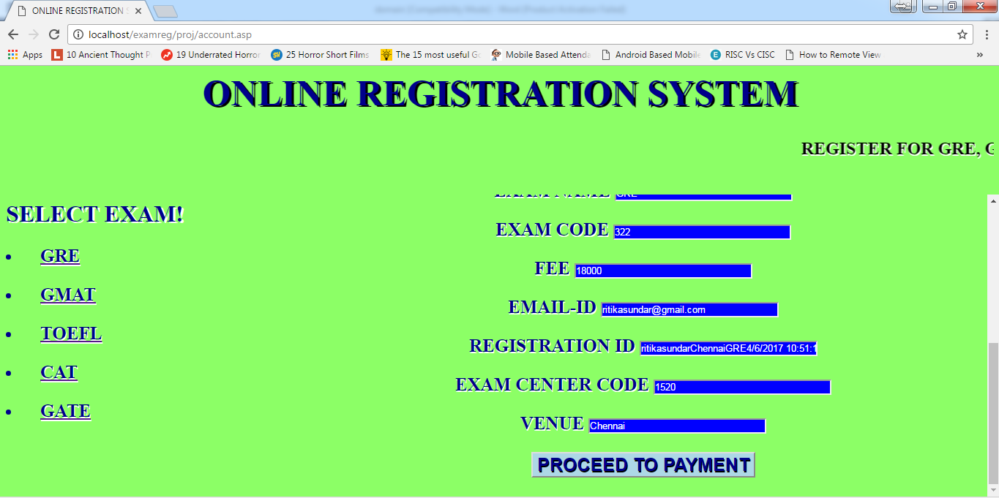 ONLINE REGISTRATION S
localhost/examreg/proj/account.asp
Apps
10 Ancient Thought P
19 Underrated Horror
25 Horror Short Films
The 15 most useful Go
Mobile Based Attenda
Android Based Mobile
RISC Vs CISC
How to Remote View
»
ONLINE REGISTRATION SYSTEM
REGISTER FOR GRE, G
SELECT EXAM!
• GRE
• GMAT
• TOEFL
• CAT
• GATE
EXAM NAME GRE
EXAM CODE 322
FEE 18000
EMAIL-ID ritikasundar@gmail.com
REGISTRATION ID ritikasundarChennaiGRE4/6/2017 10:51:1
EXAM CENTER CODE 1520
VENUE Chennai
PROCEED TO PAYMENT